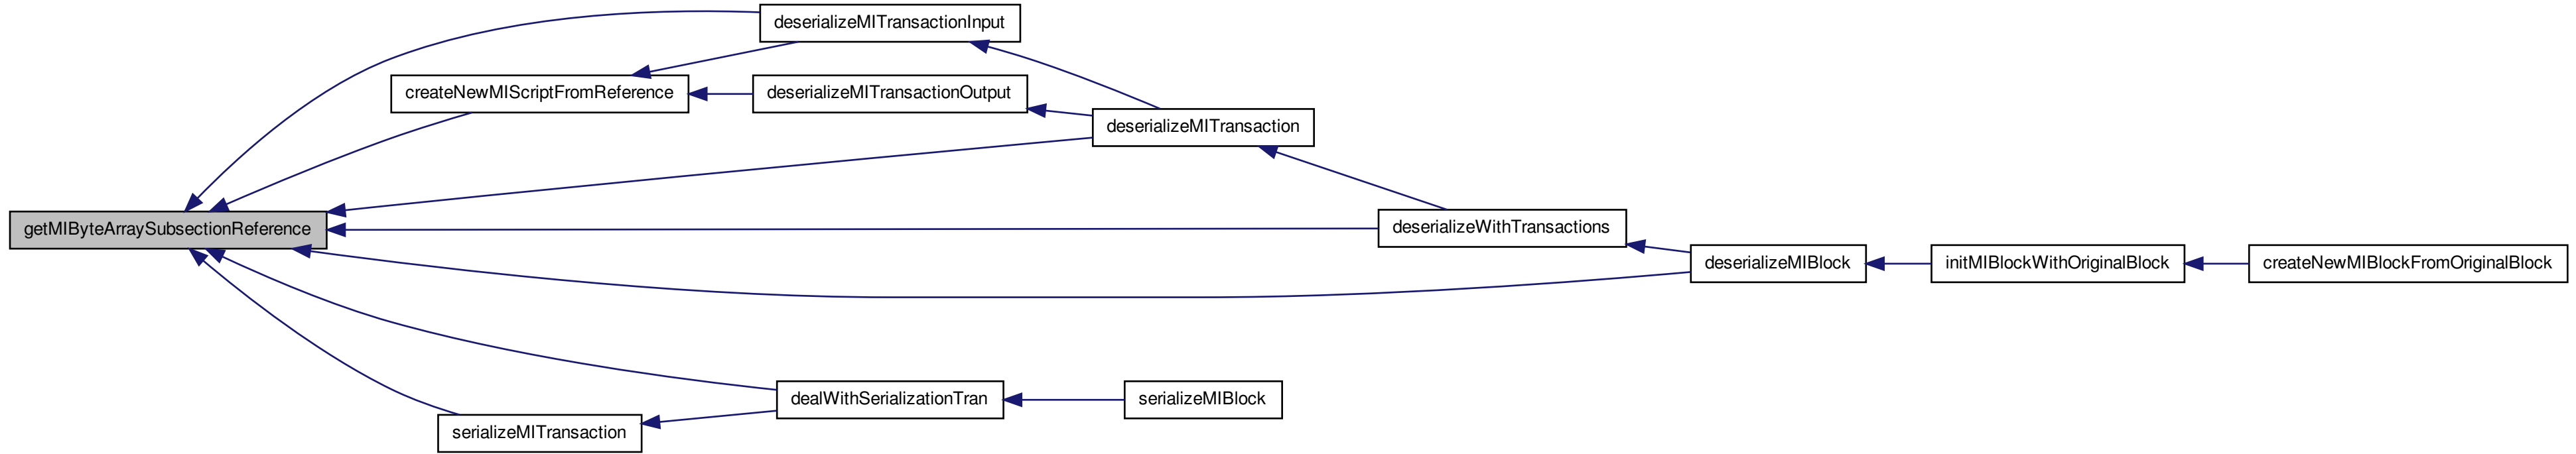 deserializeMITransactionInput
createNewMIScriptFromReference
deserializeMITransactionOutput
deserializeMITransaction
getMIByteArraySubsectionReference
deserializeWithTransactions
deserializeMIBlock
initMIBlockWithOriginalBlock
createNewMIBlockFromOriginalBlock
dealWithSerializationTran
serializeMIBlock
serializeMITransaction